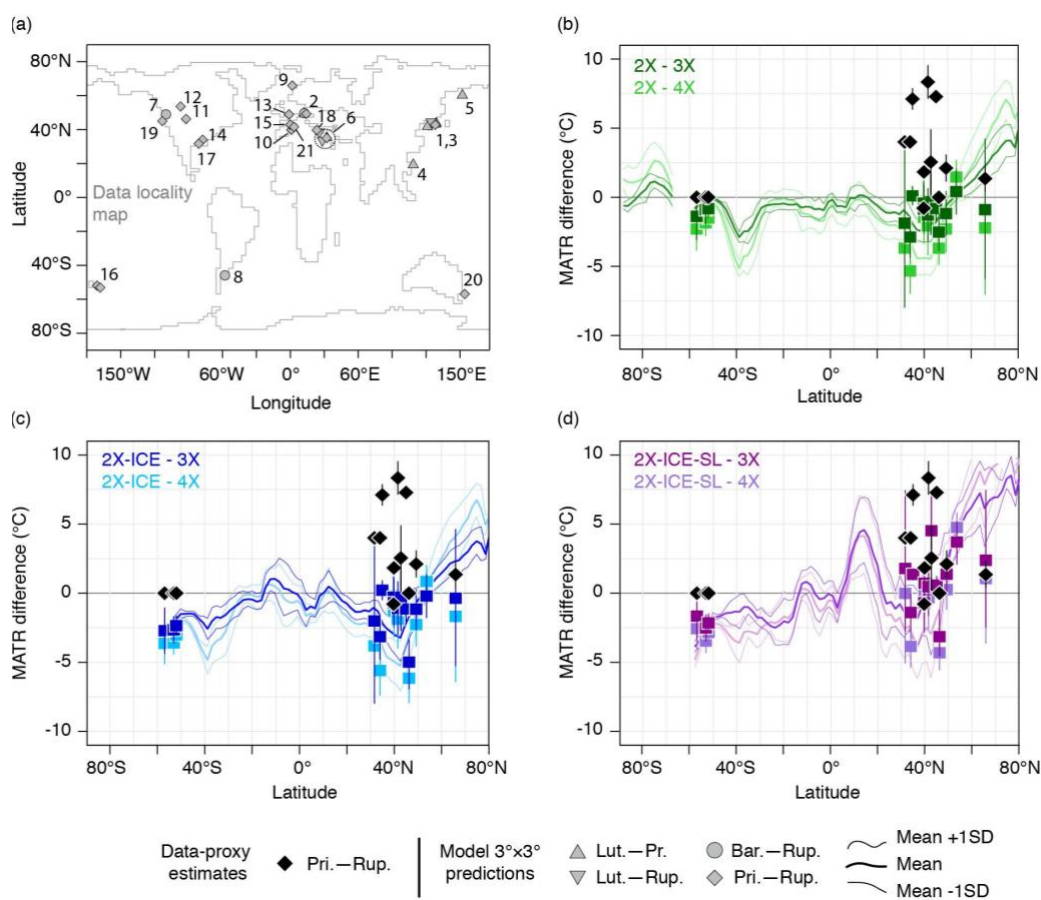 (a)
80°N
40°N
0°
40°S
80°S
Latitude
150°W
60°W
0°
60°E
150°E
Longitude
Data locality
map
9
12
7
11
13
2
18
6
5
19
14
15
10
21
17
1,3
4
16
8
20
(b)
2X - 3X
2X - 4X
10
5
0
-5
-10
MATR difference (°C)
80°S
40°S
0°N
40°N
80°N
Latitude
(c)
2X-ICE - 3X
2X-ICE - 4X
10
5
0
-5
-10
MATR difference (°C)
80°S
40°S
0°N
40°N
80°N
Latitude
(d)
2X-ICE-SL - 3X
2X-ICE-SL - 4X
10
5
0
-5
-10
MATR difference (°C)
80°S
40°S
0°N
40°N
80°N
Latitude
Data-proxy
estimates
Pri.—Rup.
Model 3°×3°
predictions
Lut.—Pr.
Lut.—Rup.
Bar.—Rup.
Pri.—Rup.
Mean +1SD
Mean
Mean -1SD